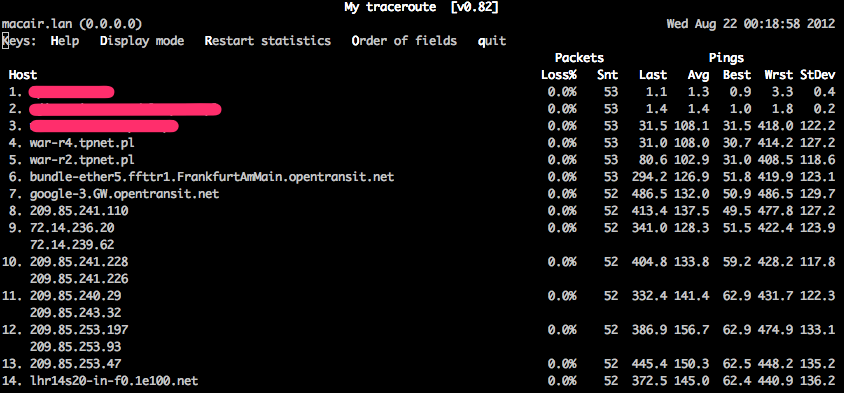 My traceroute [v0.82]
macair.lan (0.0.0.0) Wed Aug 22 00:18:58 2012
Keys: Help Display mode Restart statistics Order of fields quit
Packets Pings
Host Loss% Snt Last Avg Best Wrst StDev
1. 0.0% 53 1.1 1.3 0.9 3.3 0.4
2. 0.0% 53 1.4 1.4 1.0 1.8 0.2
3. 0.0% 53 31.5 108.1 31.5 418.0 122.2
4. war-r4.tpnet.pl 0.0% 53 31.0 108.0 30.7 414.2 127.2
5. war-r2.tpnet.pl 0.0% 53 80.6 102.9 31.0 408.5 118.6
6. bundle-ether5.ffttr1.FrankfurtAmMain.opentransit.net 0.0% 53 294.2 126.9 51.8 419.9 123.1
7. google-3.GW.opentransit.net 0.0% 52 486.5 132.0 50.9 486.5 129.7
8. 209.85.241.110 0.0% 52 413.4 137.5 49.5 477.8 127.2
9. 72.14.236.20 0.0% 52 341.0 128.3 51.5 422.4 123.9
72.14.239.62
10. 209.85.241.228 0.0% 52 404.8 133.8 59.2 428.2 117.8
209.85.241.226
11. 209.85.240.29 0.0% 52 332.4 141.4 62.9 431.7 122.3
209.85.243.32
12. 209.85.253.197 0.0% 52 386.9 156.7 62.9 474.9 133.1
209.85.253.93
13. 209.85.253.47 0.0% 52 445.4 150.3 62.5 448.2 135.2
14. lhr14s20-in-f0.1e100.net 0.0% 52 372.5 145.0 62.4 440.9 136.2